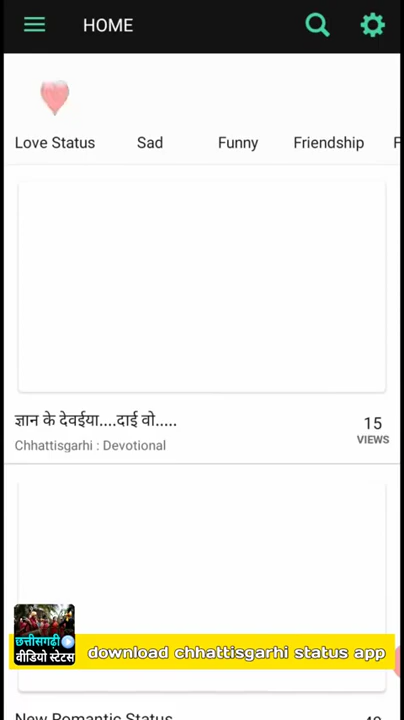 HOME
Love Status Sad Funny Friendship F
ज्ञान के देवईया....दाई वो.....
15
Chhattisgarhi : Devotional
VIEWS
छत्तीसगढ़ी
वीडियो स्टेटस
download chhattisgarhi status app
New Romantic Status